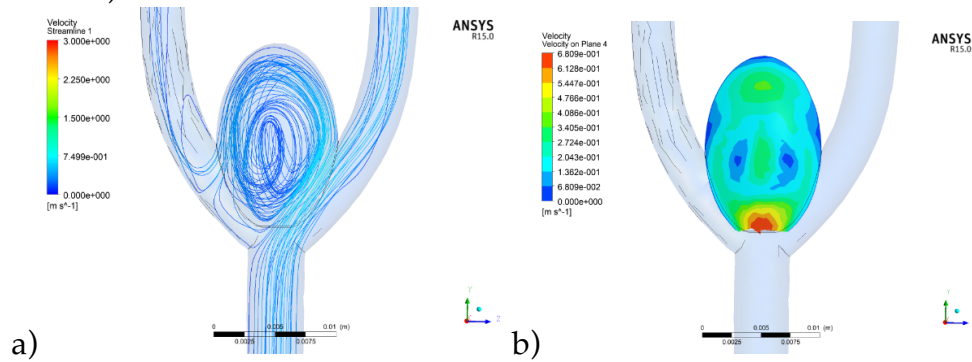 Velocity
Streamline 1
3.000e+000
2.250e+000
1.500e+000
7.499e-001
0.000e+000
[m s^-1]
ANSYS
R15.0
0
0.005
0.01
(m)
0.0025
0.0075
Y
Z
a)
Velocity
Velocity on Plane 4
6.809e-001
6.128e-001
5.447e-001
4.766e-001
4.086e-001
3.405e-001
2.724e-001
2.043e-001
1.362e-001
6.809e-002
0.000e+000
[m s^-1]
ANSYS
R15.0
0
0.005
0.01
(m)
0.0025
0.0075
Y
Z
b)